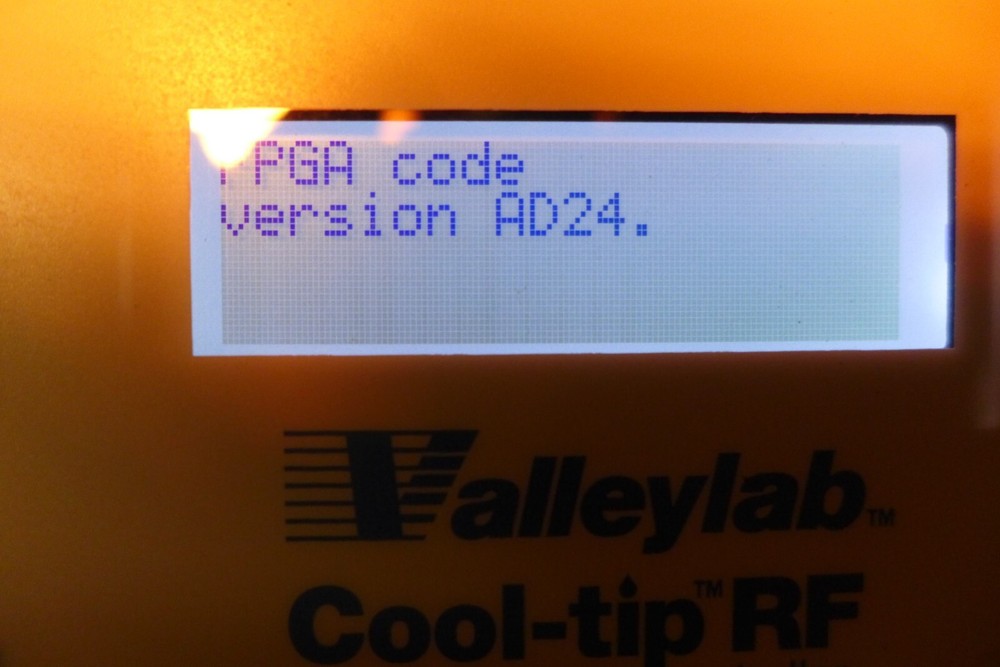 FPGA code
version AD24.
Valleylab™
Cool-tip™ RF